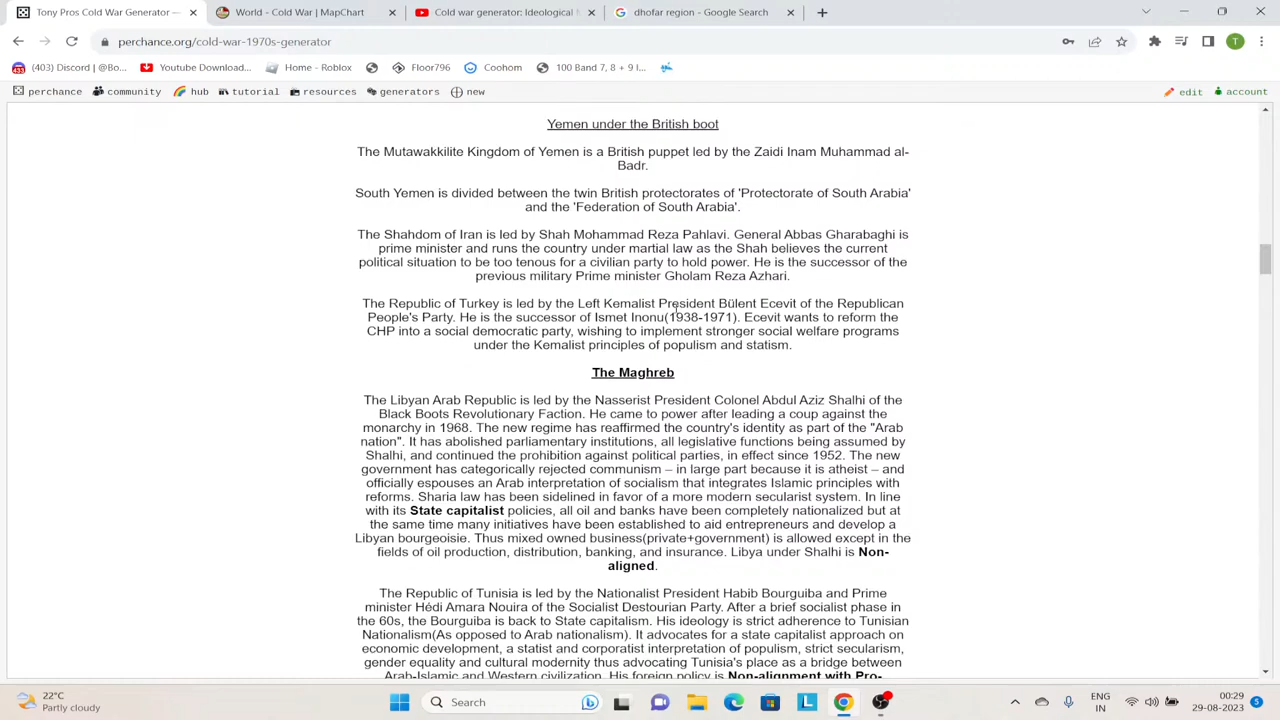 Tony Pros Cold War Generator —
World - Cold War | MapChart
Cold war generator: Ideological
dhofar region - Google Search
perchance.org/cold-war-1970s-generator
(403) Discord | @Bo...
Youtube Download...
Home - Roblox
Floor796
Coohom
100 Band 7, 8 + 9 I...
perchance
community
hub
tutorial
resources
generators
new
edit
account
Yemen under the British boot
The Mutawakkilite Kingdom of Yemen is a British puppet led by the Zaidi Inam Muhammad al-
Badr.
South Yemen is divided between the twin British protectorates of 'Protectorate of South Arabia'
and the 'Federation of South Arabia'.
The Shahdom of Iran is led by Shah Mohammad Reza Pahlavi. General Abbas Gharabaghi is
prime minister and runs the country under martial law as the Shah believes the current
political situation to be too tenous for a civilian party to hold power. He is the successor of the
previous military Prime minister Gholam Reza Azhari.
The Republic of Turkey is led by the Left Kemalist President Bülent Ecevit of the Republican
People's Party. He is the successor of Ismet Inonu(1938-1971). Ecevit wants to reform the
CHP into a social democratic party, wishing to implement stronger social welfare programs
under the Kemalist principles of populism and statism.
The Maghreb
The Libyan Arab Republic is led by the Nasserist President Colonel Abdul Aziz Shalhi of the
Black Boots Revolutionary Faction. He came to power after leading a coup against the
monarchy in 1968. The new regime has reaffirmed the country's identity as part of the "Arab
nation". It has abolished parliamentary institutions, all legislative functions being assumed by
Shalhi, and continued the prohibition against political parties, in effect since 1952. The new
government has categorically rejected communism – in large part because it is atheist – and
officially espouses an Arab interpretation of socialism that integrates Islamic principles with
reforms. Sharia law has been sidelined in favor of a more modern secularist system. In line
with its State capitalist policies, all oil and banks have been completely nationalized but at
the same time many initiatives have been established to aid entrepreneurs and develop a
Libyan bourgeoisie. Thus mixed owned business(private+government) is allowed except in the
fields of oil production, distribution, banking, and insurance. Libya under Shalhi is Non-
aligned.
The Republic of Tunisia is led by the Nationalist President Habib Bourguiba and Prime
minister Hédi Amara Nouira of the Socialist Destourian Party. After a brief socialist phase in
the 60s, the Bourguiba is back to State capitalism. His ideology is strict adherence to Tunisian
Nationalism(As opposed to Arab nationalism). It advocates for a state capitalist approach on
economic development, a statist and corporatist interpretation of populism, strict secularism,
gender equality and cultural modernity thus advocating Tunisia's place as a bridge between
Arab-Islamic and Western civilization. His foreign policy is Non-alignment with Pro-
22°C
Partly cloudy
Search
ENG
IN
00:29
29-08-2023